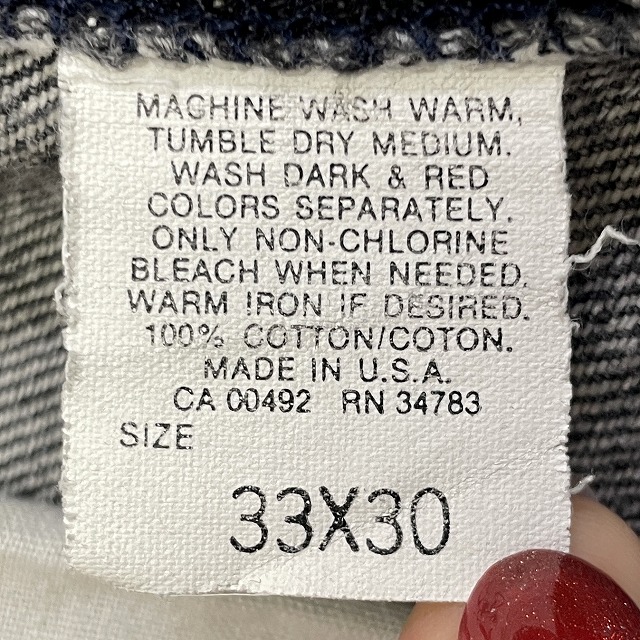 MACHINE WASH WARM,
TUMBLE DRY MEDIUM.
WASH DARK & RED
COLORS SEPARATELY.
ONLY NON-CHLORINE
BLEACH WHEN NEEDED.
WARM IRON IF DESIRED.
100% COTTON/COTON.
MADE IN U.S.A.
CA 00492 RN 34783
SIZE
33X30